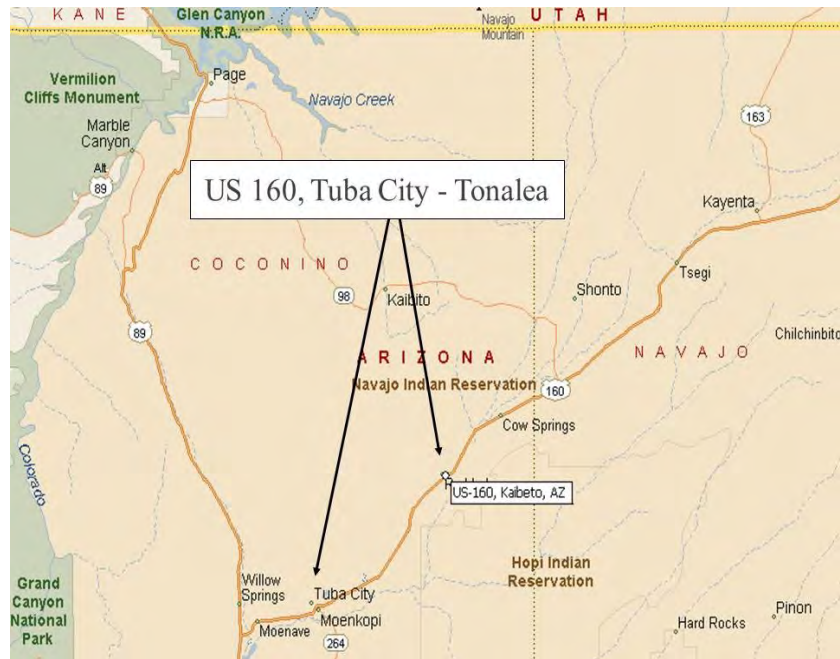 KANE
Glen Canyon
N.R.A.
UTAH
Navajo
Mountain
Page
Vermilion
Cliffs Monument
Navajo Creek
163
Marble
Canyon
Alt
89
US 160, Tuba City - Tonalea
Kayenta
COCONINO
Tsegi
98
Kaibito
Shonto
89
Chilchinbito
ARIZONA
NAVAJO
Navajo Indian Reservation
160
Cow Springs
US-160, Kaibeto, AZ
Colorado
Hopi Indian
Reservation
Willow
Springs
Grand
Canyon
National
Park
Tuba City
Moenkopi
Moenave
264
Hard Rocks
Pinon